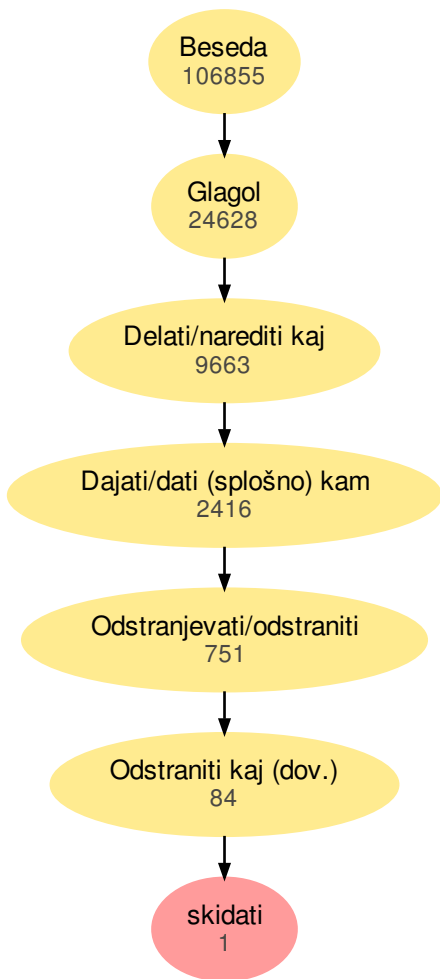 Beseda
106855
Glagol
24628
Delati/narediti kaj
9663
Dajati/dati (splošno) kam
2416
Odstranjevati/odstraniti
751
Odstraniti kaj (dov.)
84
skidati
1